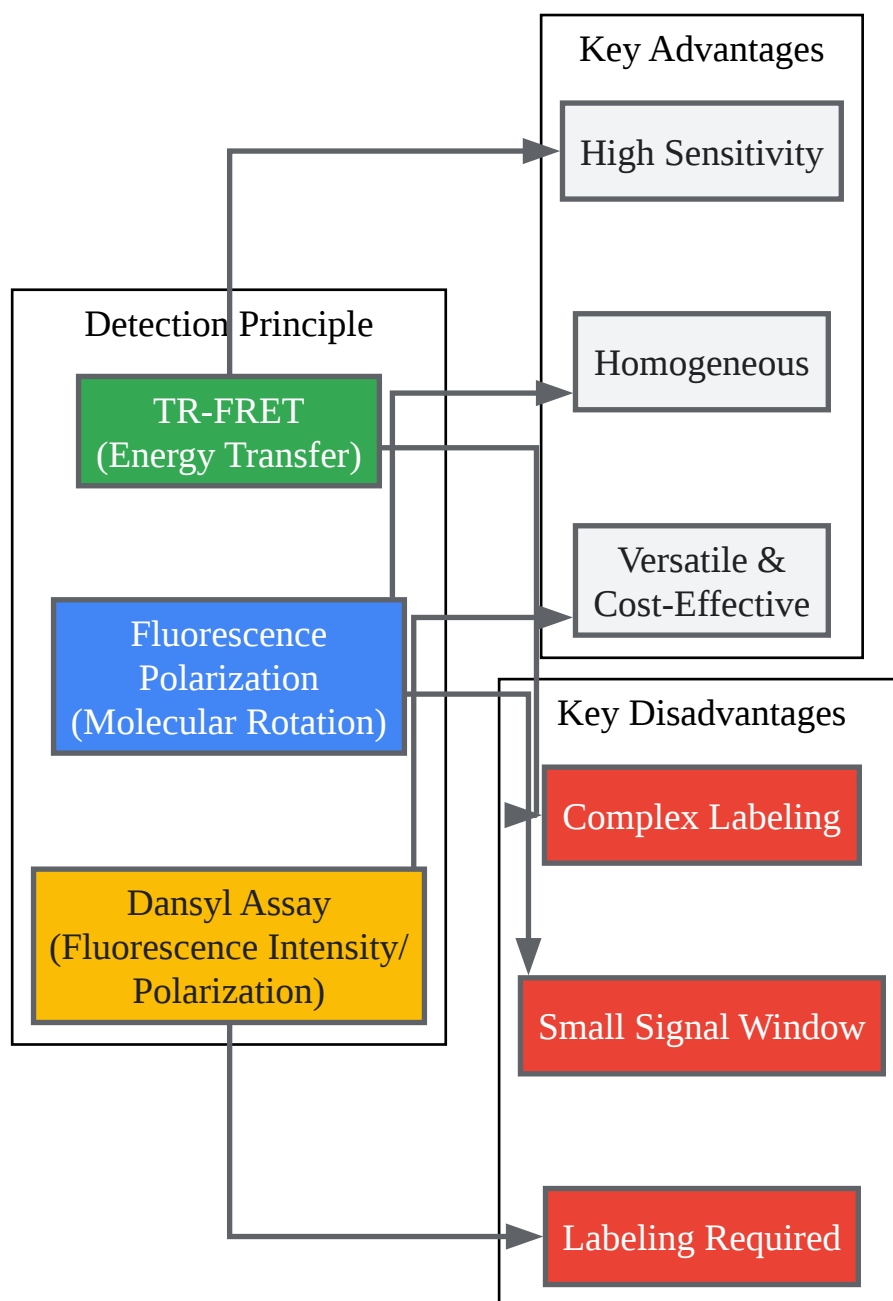 Key Advantages
High Sensitivity
Homogeneous
Versatile &
Cost-Effective
Detection Principle
TR-FRET
(Energy Transfer)
Fluorescence
Polarization
(Molecular Rotation)
Dansyl Assay
(Fluorescence Intensity/
Polarization)
Key Disadvantages
Complex Labeling
Small Signal Window
Labeling Required